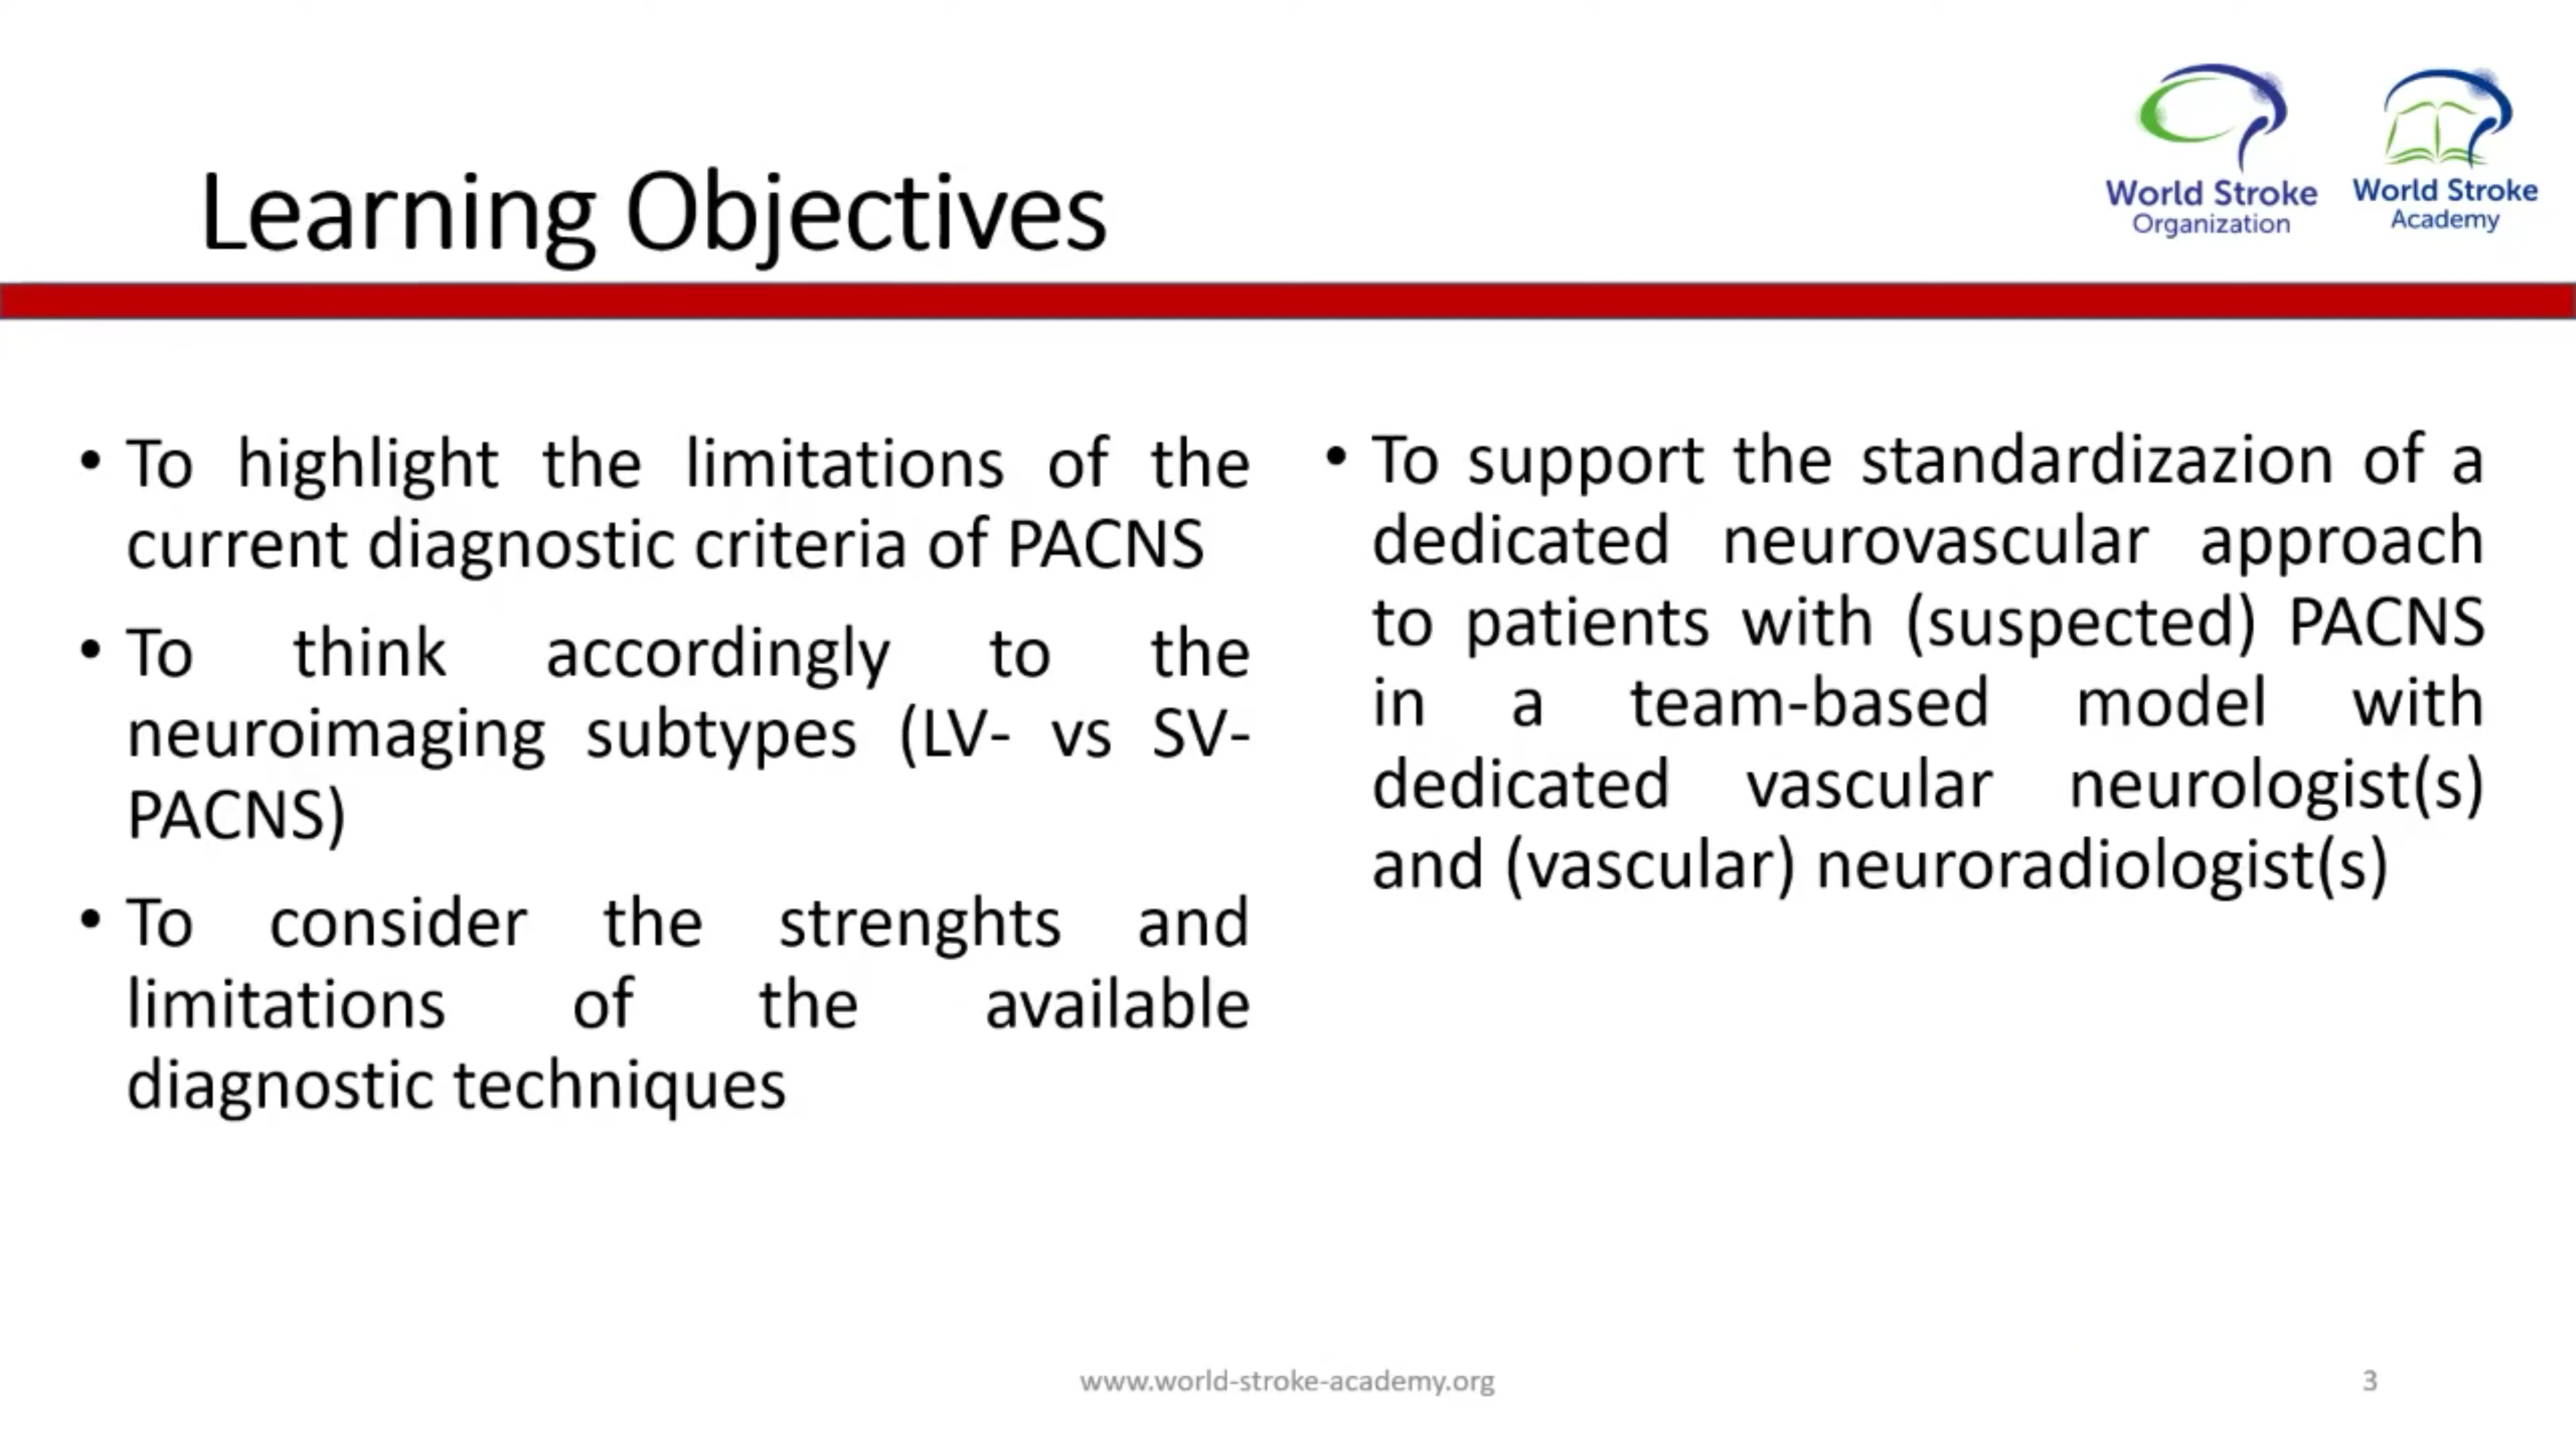 World Stroke
Organization
World Stroke
Academy
Learning Objectives
• To highlight the limitations of the
current diagnostic criteria of PACNS
• To think accordingly to the
neuroimaging subtypes (LV- vs SV-
PACNS)
• To consider the strenghts and
limitations of the available
diagnostic techniques
• To support the standardizazion of a
dedicated neurovascular approach
to patients with (suspected) PACNS
in a team-based model with
dedicated vascular neurologist(s)
and (vascular) neuroradiologist(s)
www.world-stroke-academy.org
3